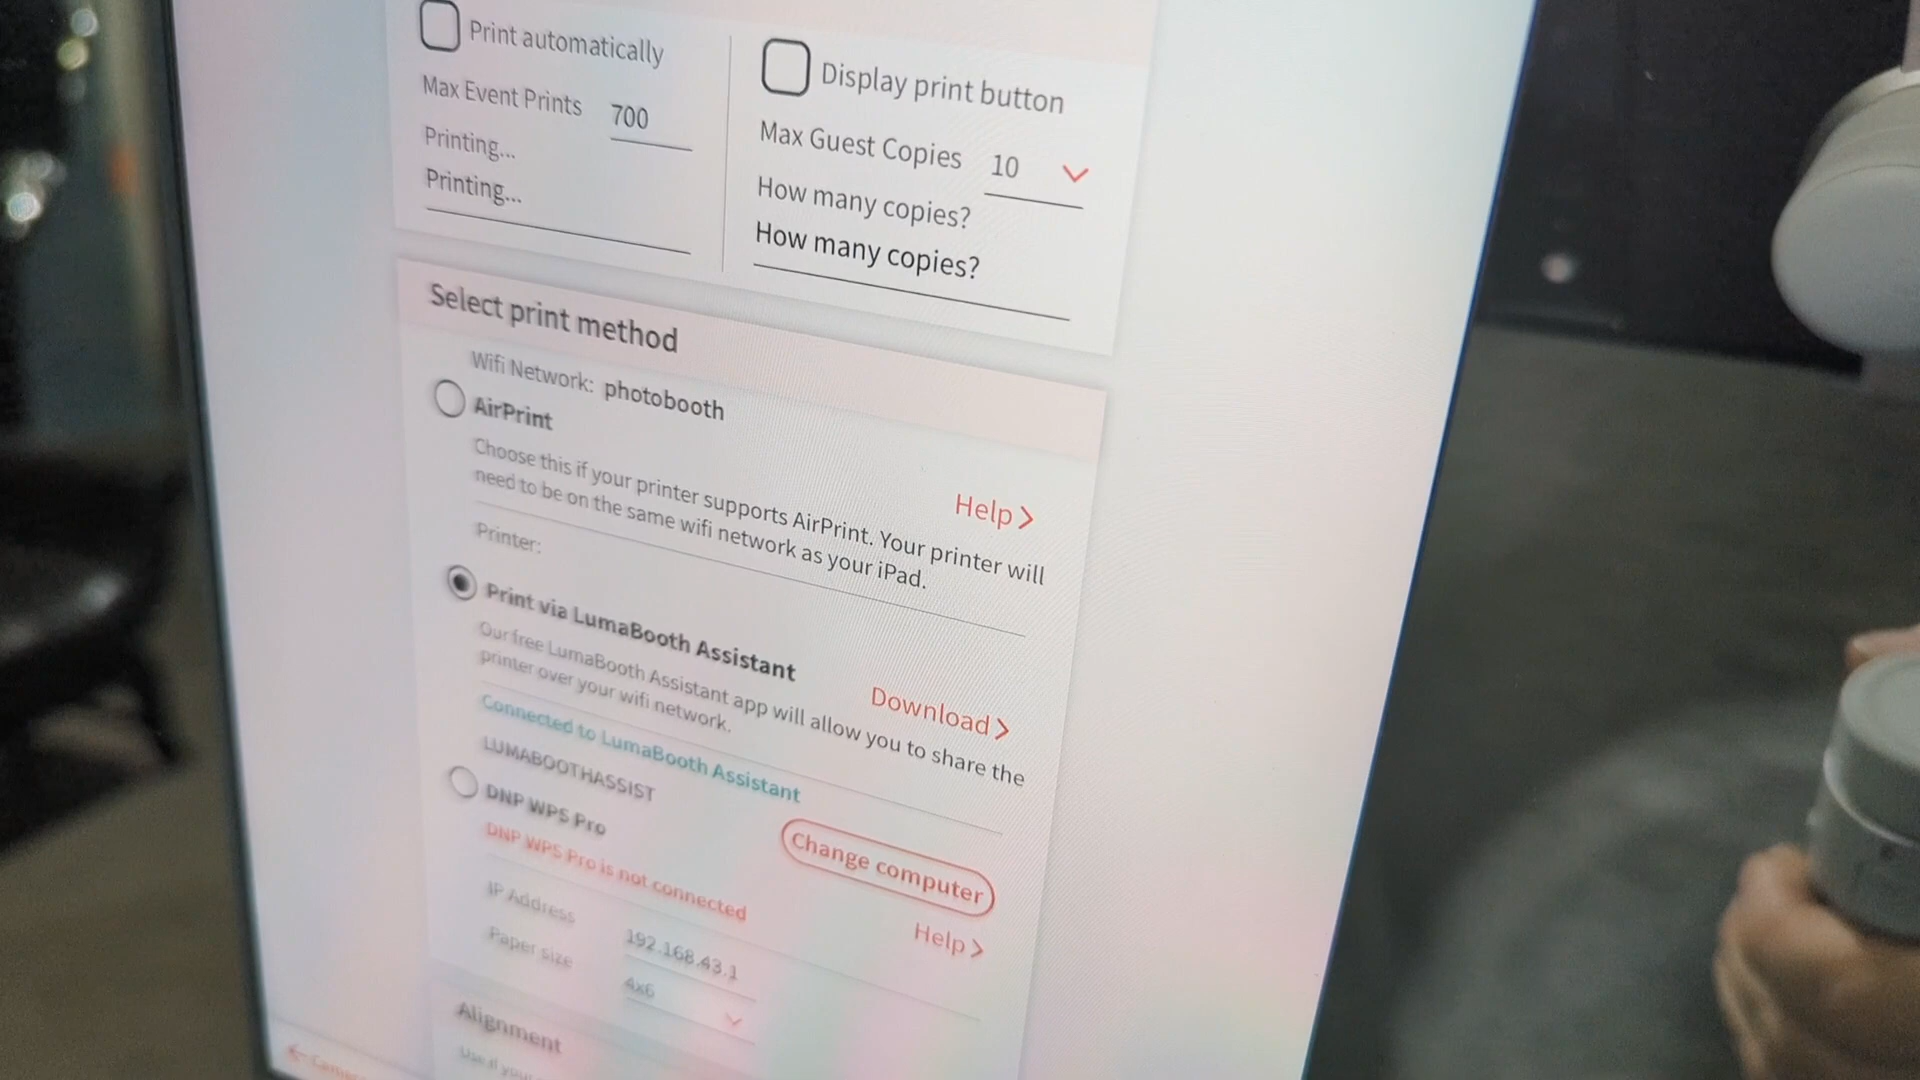 Print automatically
Max Event Prints 700
Printing...
Printing...
Display print button
Max Guest Copies 10
How many copies?
How many copies?
Select print method
Wifi Network: photobooth
AirPrint
Help >
Choose this if your printer supports AirPrint. Your printer will
need to be on the same wifi network as your iPad.
Printer:
Print via LumaBooth Assistant
Download >
Our free LumaBooth Assistant app will allow you to share the
printer over your wifi network.
Connected to LumaBooth Assistant
LUMABOOTHASSIST
Change computer
DNP WPS Pro
Help >
DNP WPS Pro is not connected
IP Address 192.168.43.1
Paper size 4x6
Alignment
Use if your